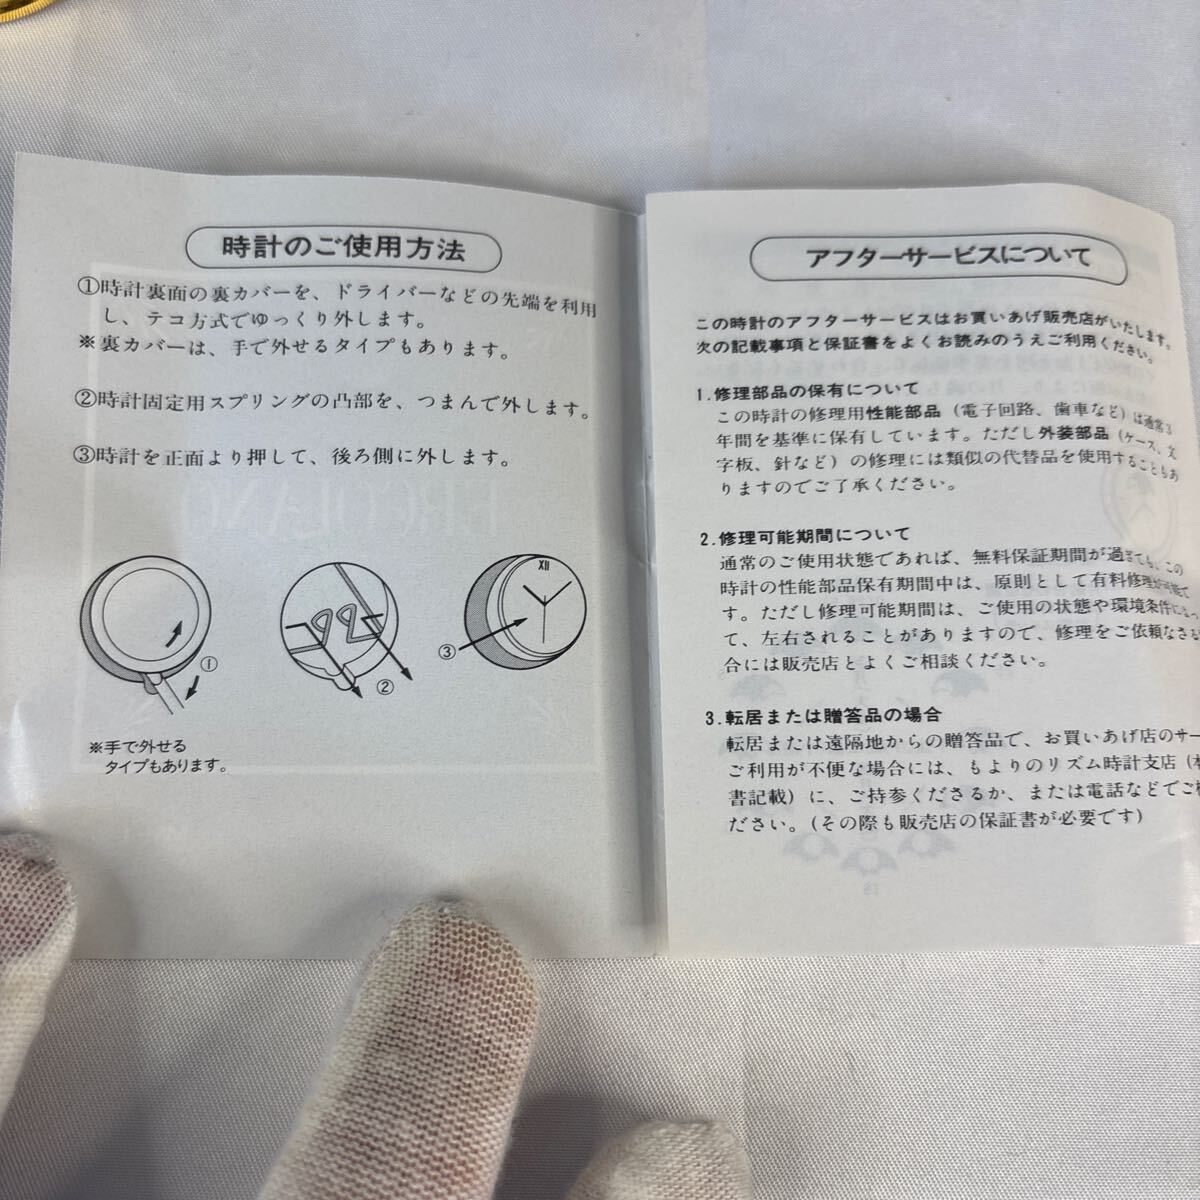 時計のご使用方法
①時計裏面の裏カバーを、ドライバーなどの先端を利用
し、テコ方式でゆっくり外します。
※裏カバーは、手で外せるタイプもあります。
②時計固定用スプリングの凸部を、つまんで外します。
③時計を正面より押して、後ろ側に外します。
XII
①
②
③
※手で外せる
タイプもあります。
アフターサービスについて
この時計のアフターサービスはお買いあげ販売店がいたします。
次の記載事項と保証書をよくお読みのうえご利用ください。
1.修理部品の保有について
この時計の修理用性能部品（電子回路、歯車など）は通常3
年間を基準に保有しています。ただし外装部品（ケース、文
字板、針など）の修理には類似の代替品を使用することもあ
りますのでご了承ください。
2.修理可能期間について
通常のご使用状態であれば、無料保証期間が過ぎても、この
時計の性能部品保有期間中は、原則として有料修理が可能で
す。ただし修理可能期間は、ご使用の状態や環境条件によっ
て、左右されることがありますので、修理をご依頼なさる
合には販売店とよくご相談ください。
3.転居または贈答品の場合
転居または遠隔地からの贈答品で、お買いあげ店のサー
ご利用が不便な場合には、もよりのリズム時計支店（
書記載）に、ご持参くださるか、または電話などでご
ださい。(その際も販売店の保証書が必要です)